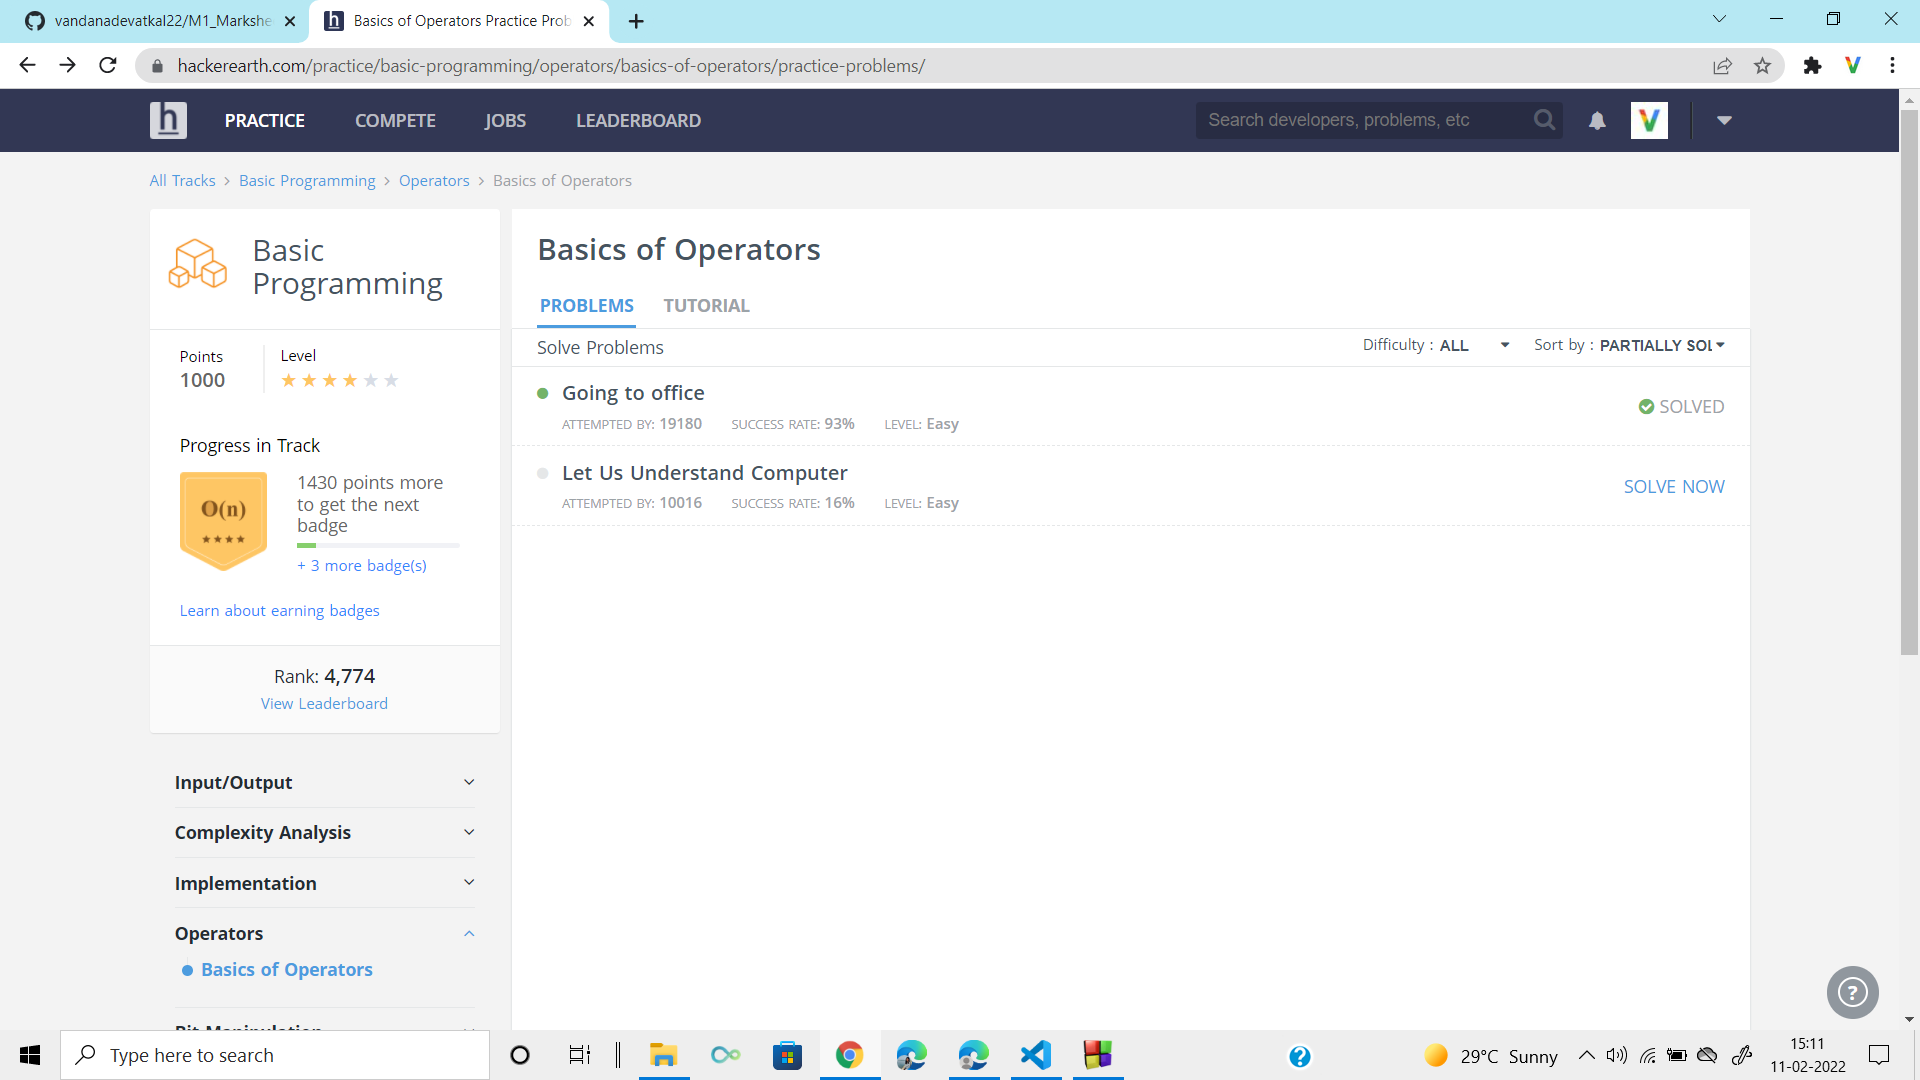 vandanadevatkal22/M1_Markshe
Basics of Operators Practice Prob
hackerearth.com/practice/basic-programming/operators/basics-of-operators/practice-problems/
h PRACTICE COMPETE JOBS LEADERBOARD
Search developers, problems, etc
All Tracks > Basic Programming > Operators > Basics of Operators
Basic
Programming
Points
1000
Level
Progress in Track
O(n)
1430 points more
to get the next
badge
+ 3 more badge(s)
Learn about earning badges
Rank: 4,774
View Leaderboard
Input/Output
Complexity Analysis
Implementation
Operators
Basics of Operators
Bit Manipulation
Basics of Operators
PROBLEMS TUTORIAL
Solve Problems
Difficulty : ALL
Sort by : PARTIALLY SOL
Going to office
ATTEMPTED BY: 19180 SUCCESS RATE: 93% LEVEL: Easy
SOLVED
Let Us Understand Computer
ATTEMPTED BY: 10016 SUCCESS RATE: 16% LEVEL: Easy
SOLVE NOW
?
Type here to search
?
29°C Sunny
15:11
11-02-2022